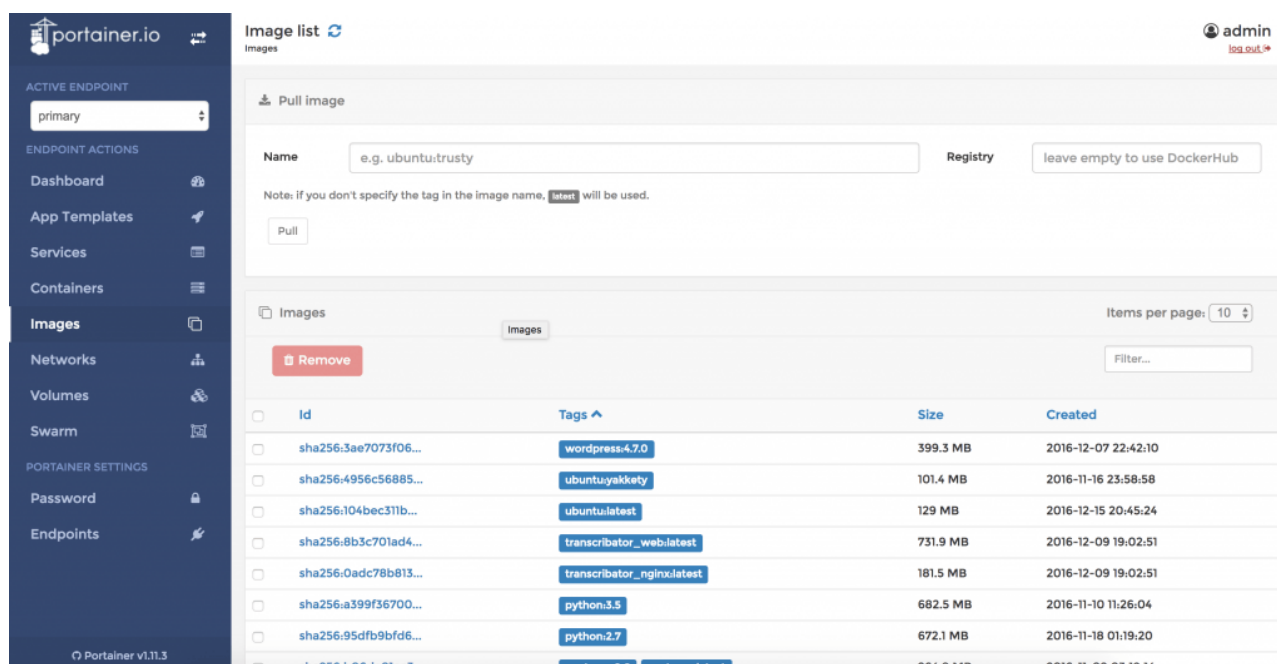 portainer.io
Image list
Images
admin
log out
ACTIVE ENDPOINT
primary
ENDPOINT ACTIONS
Dashboard
App Templates
Services
Containers
Images
Networks
Volumes
Swarm
PORTAINER SETTINGS
Password
Endpoints
Portainer v1.11.3
Pull image
Name e.g. ubuntu:trusty Registry leave empty to use DockerHub
Note: if you don't specify the tag in the image name, latest will be used.
Pull
Images Items per page: 10
Images
Remove Filter...
Id Tags Size Created
sha256:3ae7073f06... wordpress:4.7.0 399.3 MB 2016-12-07 22:42:10
sha256:4956c56885... ubuntu:yakkety 101.4 MB 2016-11-16 23:58:58
sha256:104bec311b... ubuntu:latest 129 MB 2016-12-15 20:45:24
sha256:8b3c701ad4... transcribator_web:latest 731.9 MB 2016-12-09 19:02:51
sha256:0adc78b813... transcribator_nginx:latest 181.5 MB 2016-12-09 19:02:51
sha256:a399f36700... python:3.5 682.5 MB 2016-11-10 11:26:04
sha256:95dfb9bfd6... python:2.7 672.1 MB 2016-11-18 01:19:20